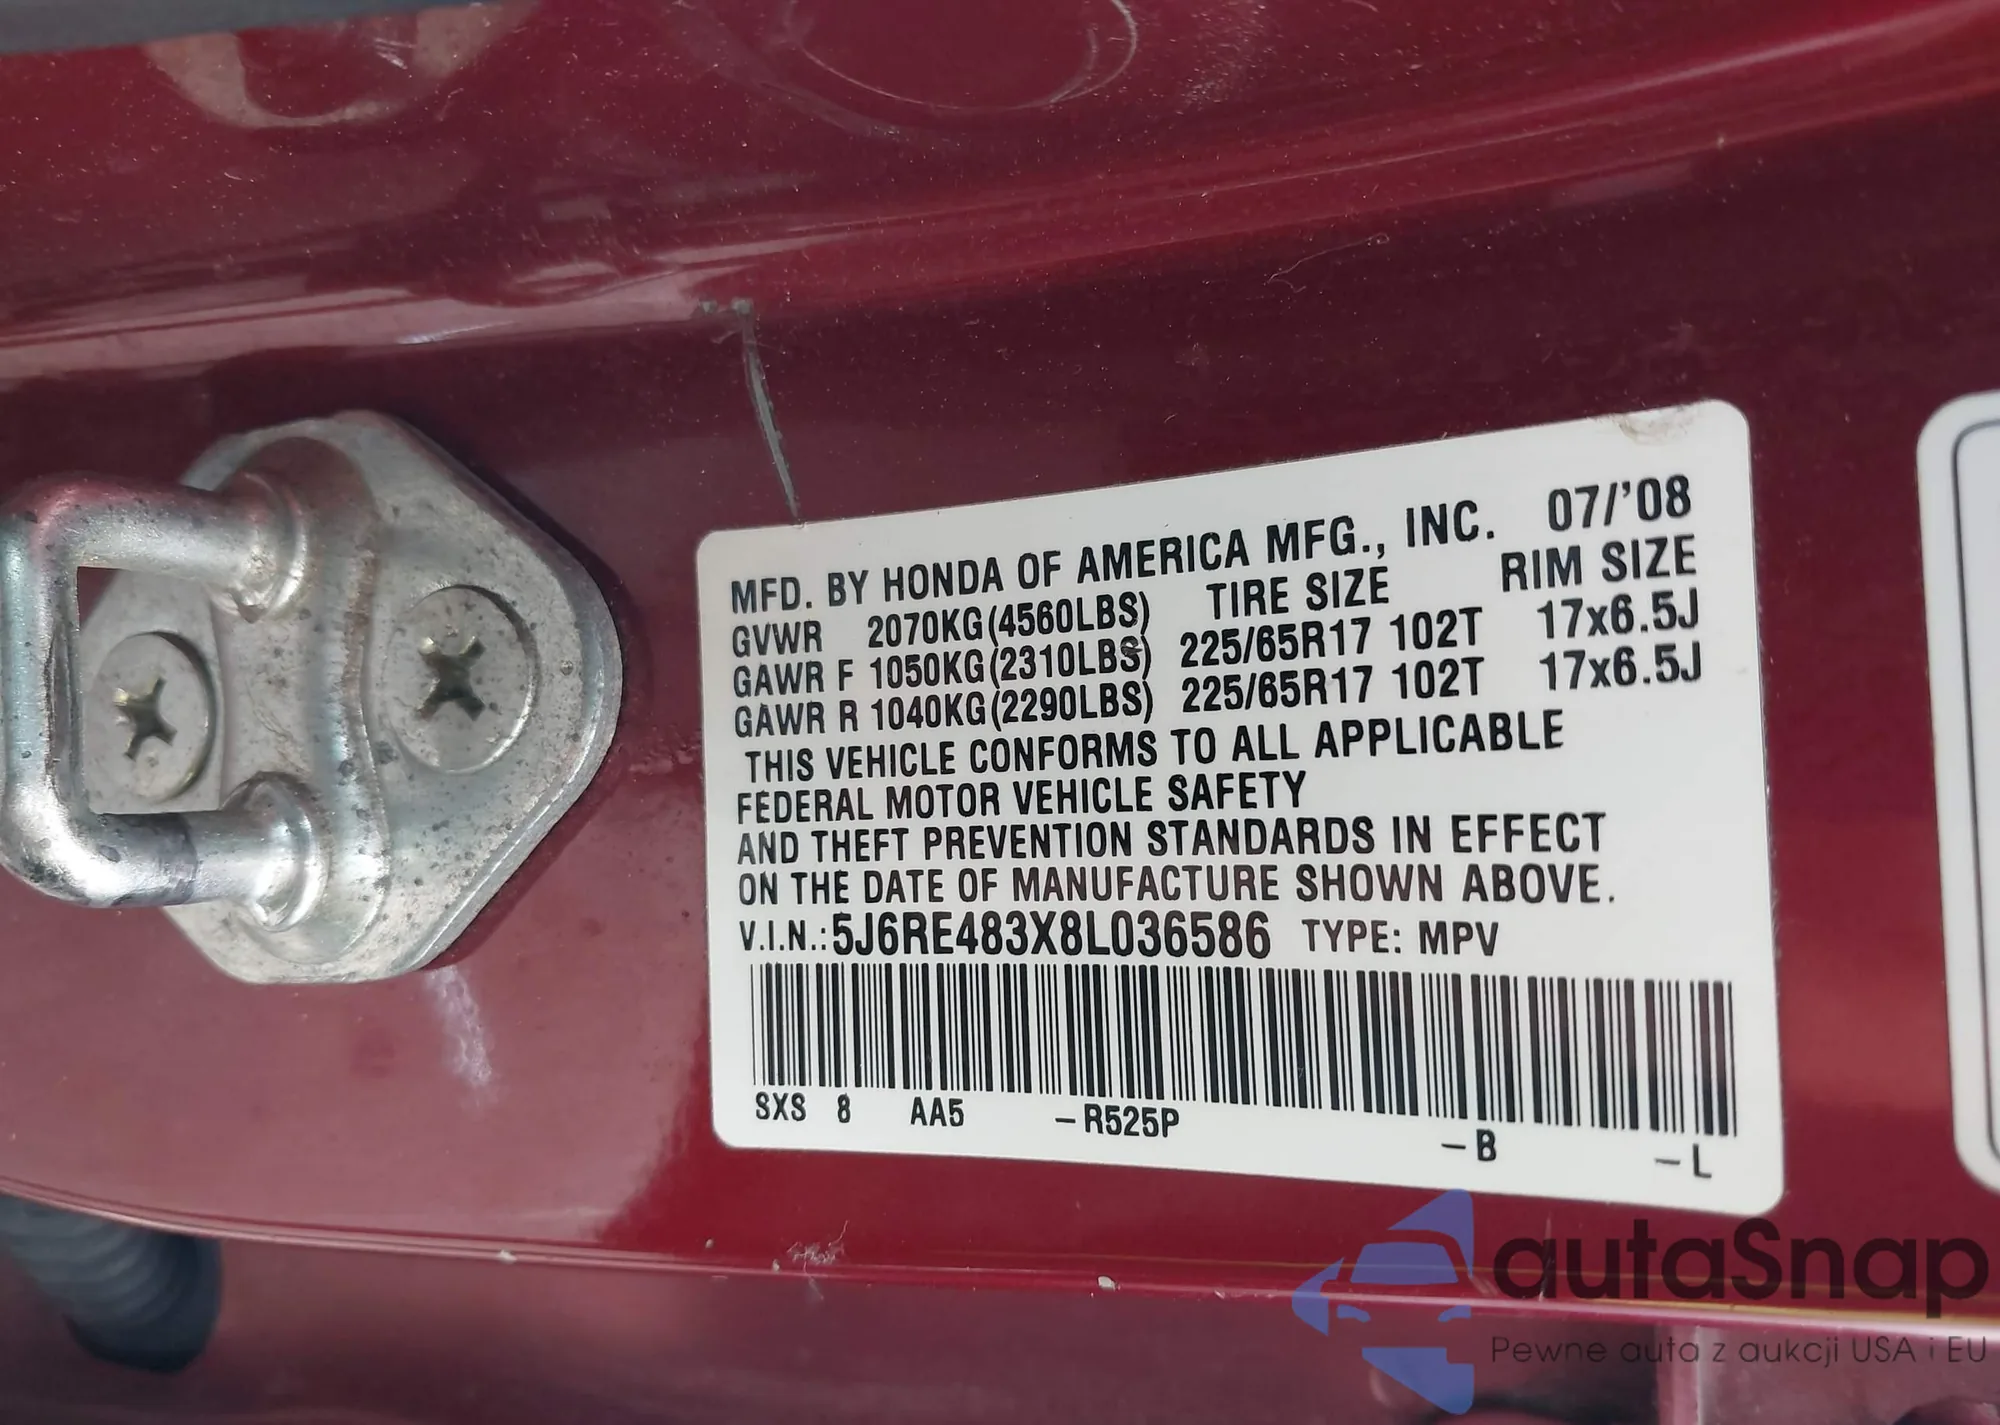 MFD. BY HONDA OF AMERICA MFG., INC. 07/'08
GVWR 2070KG(4560LBS) TIRE SIZE RIM SIZE
GAWR F 1050KG(2310LBS) 225/65R17 102T 17x6.5J
GAWR R 1040KG(2290LBS) 225/65R17 102T 17x6.5J
THIS VEHICLE CONFORMS TO ALL APPLICABLE
FEDERAL MOTOR VEHICLE SAFETY
AND THEFT PREVENTION STANDARDS IN EFFECT
ON THE DATE OF MANUFACTURE SHOWN ABOVE.
V.I.N.:5J6RE483X8L036586 TYPE: MPV
SXS 8 AA5 -R525P -B -L
autaSnap
Pewne auta z aukcji USA i EU